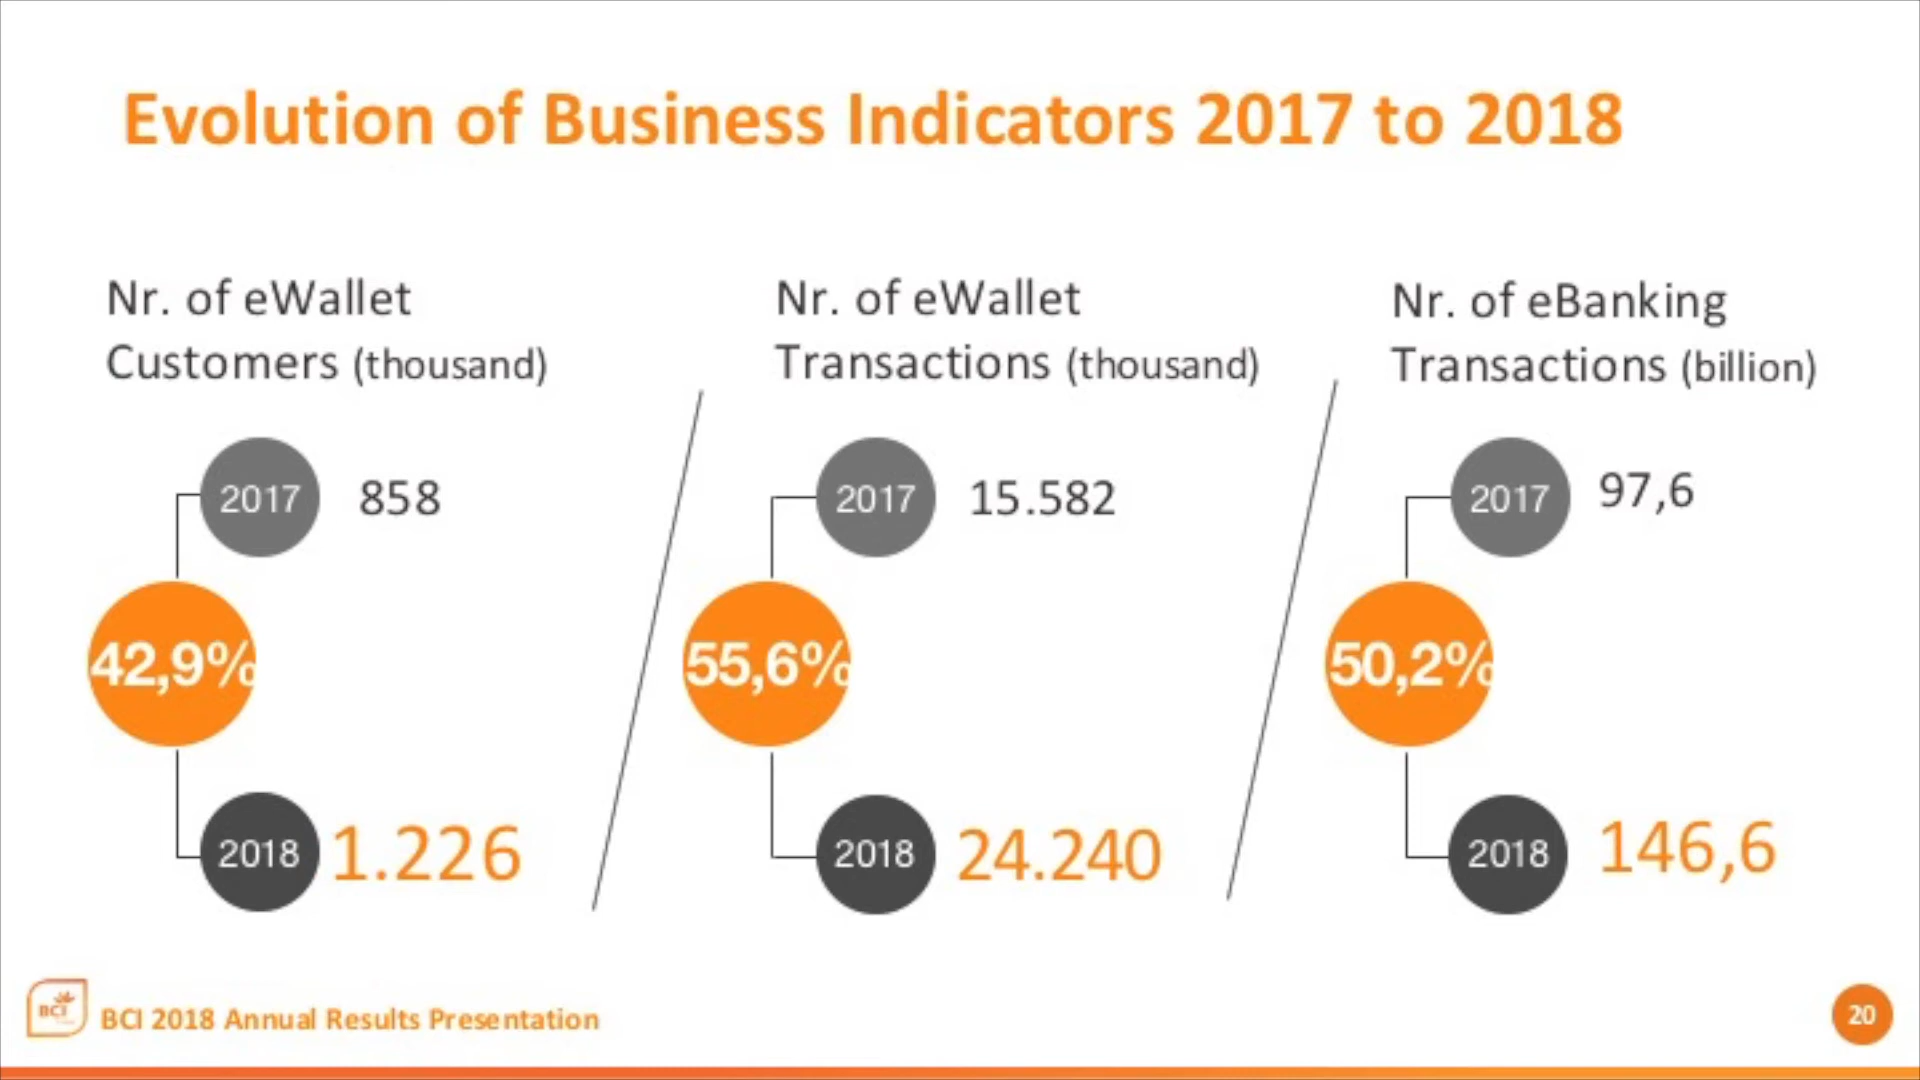 Evolution of Business Indicators 2017 to 2018
Nr. of eWallet
Customers (thousand)
2017 858
42,9%
2018 1.226
Nr. of eWallet
Transactions (thousand)
2017 15.582
55,6%
2018 24.240
Nr. of eBanking
Transactions (billion)
2017 97,6
50,2%
2018 146,6
BCI
BCI 2018 Annual Results Presentation
20